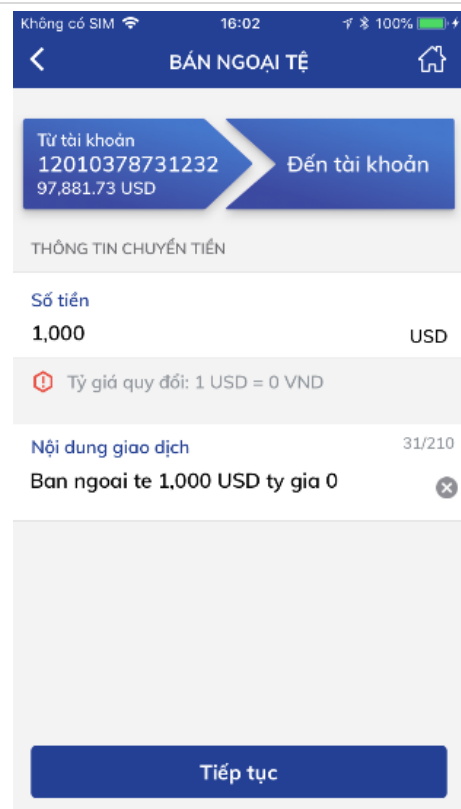 Không có SIM 16:02 100%
BÁN NGOẠI TỆ
Từ tài khoản
12010378731232
97,881.73 USD
Đến tài khoản
THÔNG TIN CHUYỂN TIỀN
Số tiền
1,000 USD
Tỷ giá quy đổi: 1 USD = 0 VND
Nội dung giao dịch 31/210
Ban ngoai te 1,000 USD ty gia 0
Tiếp tục